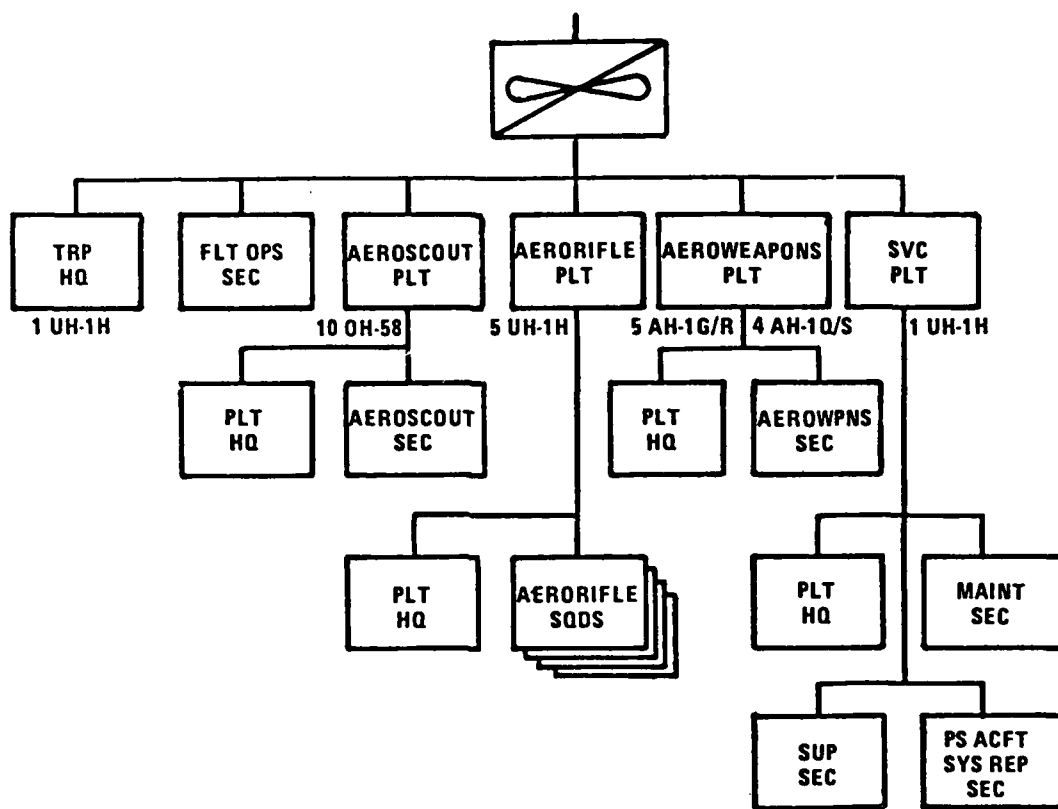 TRP
HQ
FLT OPS
SEC
AEROSCOUT
PLT
AERORIFLE
PLT
AEROWEAPONS
PLT
SVC
PLT
1 UH-1H
10 OH-58
5 UH-1H
5 AH-1G/R
4 AH-1Q/S
1 UH-1H
PLT
HQ
AEROSCOUT
SEC
PLT
HQ
AEROWPNS
SEC
PLT
HQ
AERORIFLE
SQDS
PLT
HQ
MAINT
SEC
SUP
SEC
PS ACFT
SYS REP
SEC